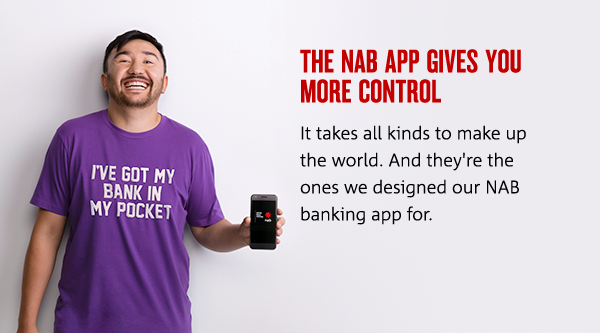 THE NAB APP GIVES YOU
MORE CONTROL
It takes all kinds to make up
the world. And they're the
ones we designed our NAB
banking app for.
I'VE GOT MY
BANK IN
MY POCKET
nab